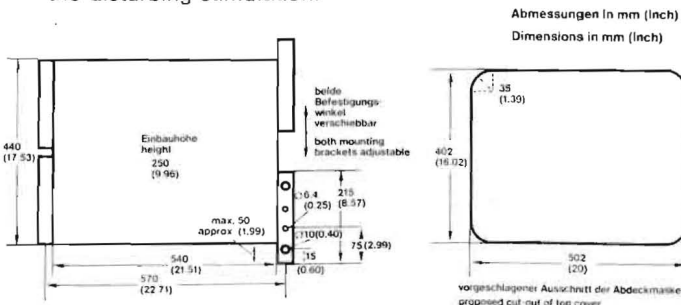 the disturbing stimulation.
Abmessungen in mm (Inch)
Dimensions in mm (Inch)
beide
Befestigungs-
winkel
verschiebbar
both mounting
brackets adjustable
35
(1.39)
440
(17.53)
Einbauhöhe
height
250
(9.96)
402
(16.02)
∅6.4
(0.25)
215
(8.57)
max. 50
approx (1.99)
∅10(0.40)
75(2.99)
540
(21.51)
15
(0.60)
502
(20)
570
(22.71)
vorgeschlagener Ausschnitt der Abdeckmaske
proposed cut-out of top cover